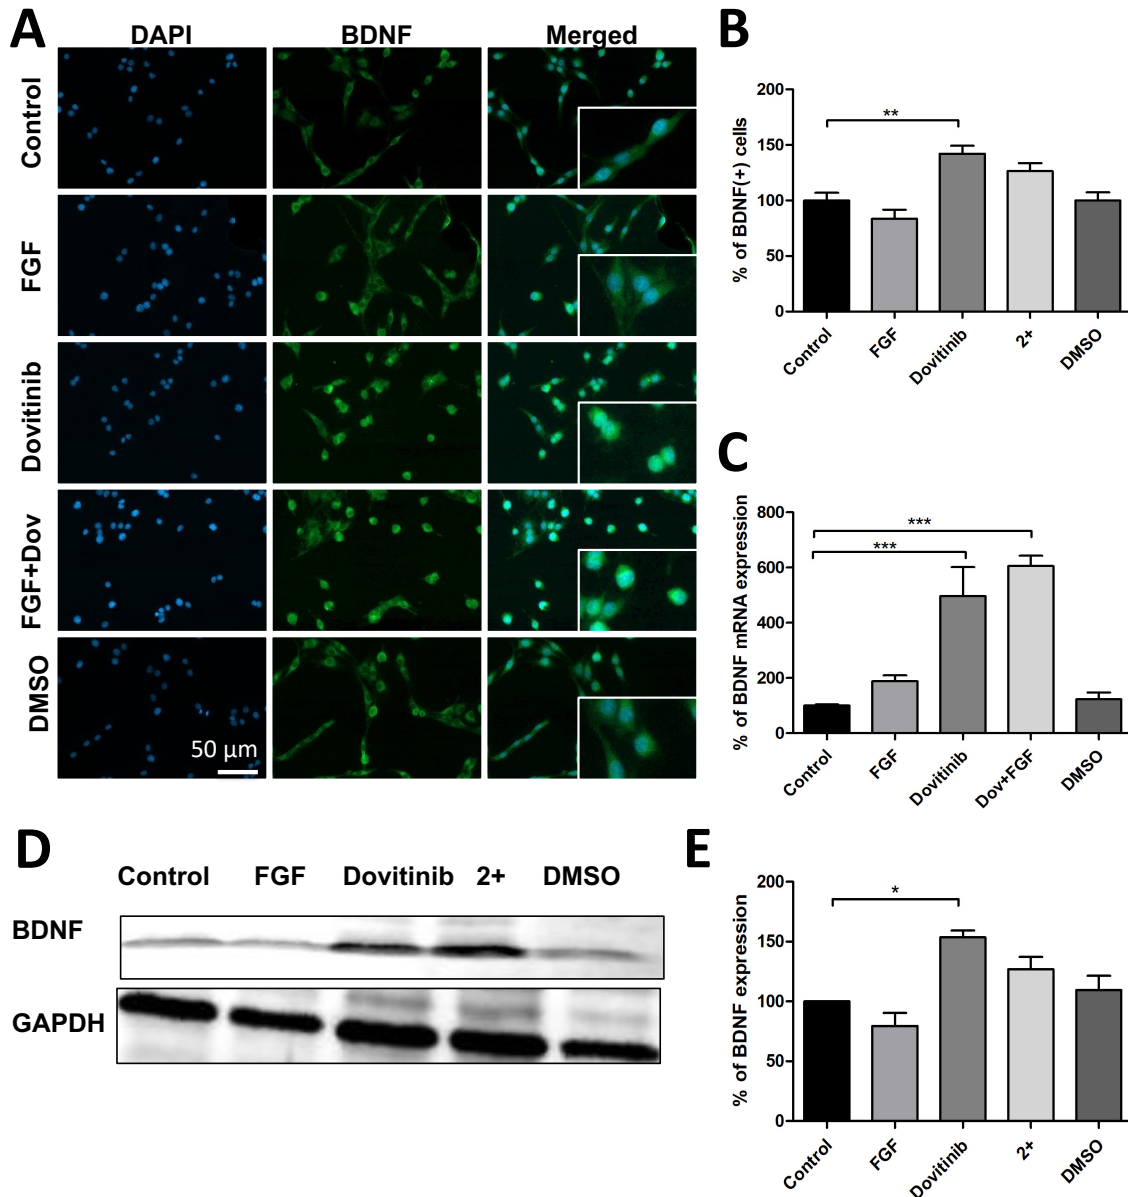 A
DAPI BDNF Merged
Control
FGF
Dovitinib
FGF+Dov
DMSO
50 µm
B
% of BDNF(+) cells
200
150
100
50
0
**
Control FGF Dovitinib 2+ DMSO
C
% of BDNF mRNA expression
800
600
400
200
0
***
***
Control FGF Dovitinib Dov+FGF DMSO
D
Control FGF Dovitinib 2+ DMSO
BDNF
GAPDH
E
% of BDNF expression
200
150
100
50
0
*
Control FGF Dovitinib 2+ DMSO